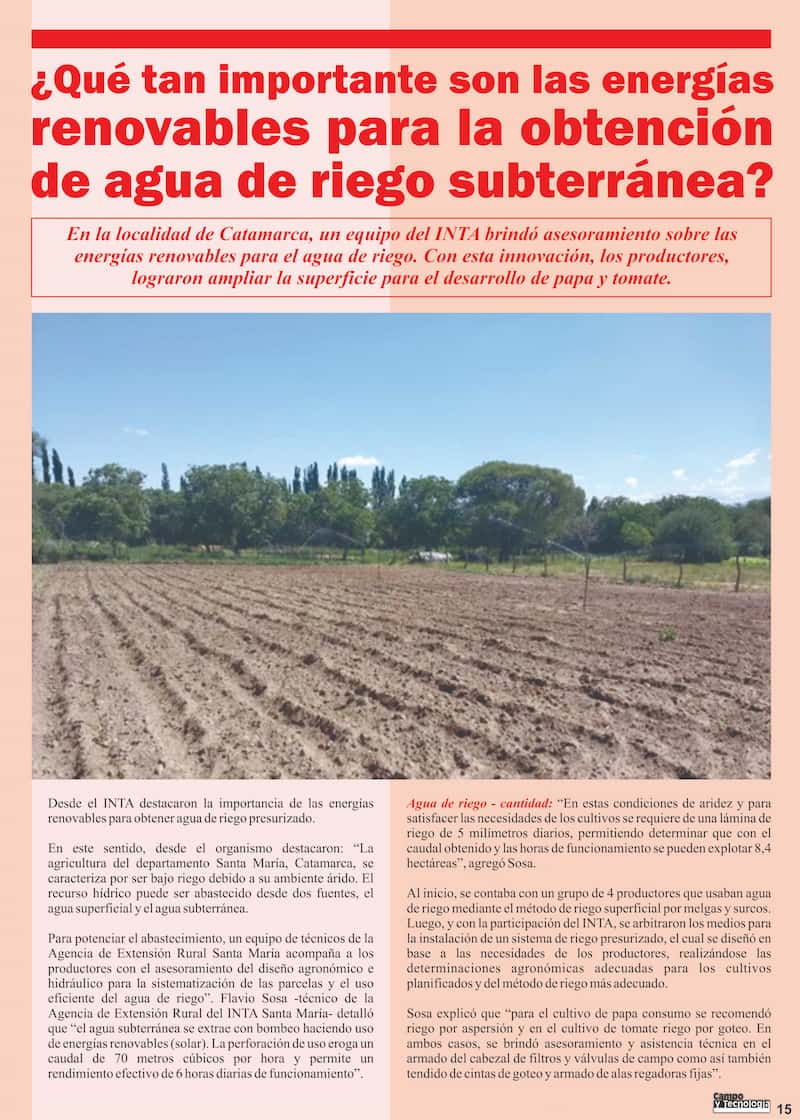 ¿Qué tan importante son las energías
renovables para la obtención
de agua de riego subterránea?
En la localidad de Catamarca, un equipo del INTA brindó asesoramiento sobre las
energías renovables para el agua de riego. Con esta innovación, los productores,
lograron ampliar la superficie para el desarrollo de papa y tomate.
Desde el INTA destacaron la importancia de las energías
renovables para obtener agua de riego presurizado.
En este sentido, desde el organismo destacaron: “La
agricultura del departamento Santa María, Catamarca, se
caracteriza por ser bajo riego debido a su ambiente árido. El
recurso hídrico puede ser abastecido desde dos fuentes, el
agua superficial y el agua subterránea.
Para potenciar el abastecimiento, un equipo de técnicos de la
Agencia de Extensión Rural Santa María acompaña a los
productores con el asesoramiento del diseño agronómico e
hidráulico para la sistematización de las parcelas y el uso
eficiente del agua de riego”. Flavio Sosa -técnico de la
Agencia de Extensión Rural del INTA Santa María- detalló
que “el agua subterránea se extrae con bombeo haciendo uso
de energías renovables (solar). La perforación de uso eroga un
caudal de 70 metros cúbicos por hora y permite un
rendimiento efectivo de 6 horas diarias de funcionamiento”.
Agua de riego - cantidad: “En estas condiciones de aridez y para
satisfacer las necesidades de los cultivos se requiere de una lámina de
riego de 5 milímetros diarios, permitiendo determinar que con el
caudal obtenido y las horas de funcionamiento se pueden explotar 8,4
hectáreas”, agregó Sosa.
Al inicio, se contaba con un grupo de 4 productores que usaban agua
de riego mediante el método de riego superficial por melgas y surcos.
Luego, y con la participación del INTA, se arbitraron los medios para
la instalación de un sistema de riego presurizado, el cual se diseñó en
base a las necesidades de los productores, realizándose las
determinaciones agronómicas adecuadas para los cultivos
planificados y del método de riego más adecuado.
Sosa explicó que “para el cultivo de papa consumo se recomendó
riego por aspersión y en el cultivo de tomate riego por goteo. En
ambos casos, se brindó asesoramiento y asistencia técnica en el
armado del cabezal de filtros y válvulas de campo como así también
tendido de cintas de goteo y armado de alas regadoras fijas”.
Campo
Y Tecnología
15